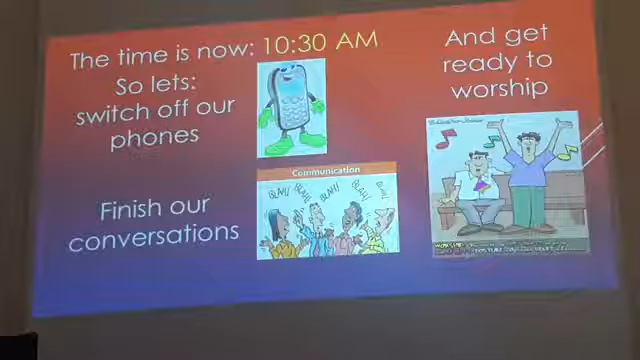 The time is now: 10:30 AM
So lets:
switch off our
phones
Finish our
conversations
Communication
BLAH! BLAH! BLAH! BLAH! BLAH!
And get
ready to
worship